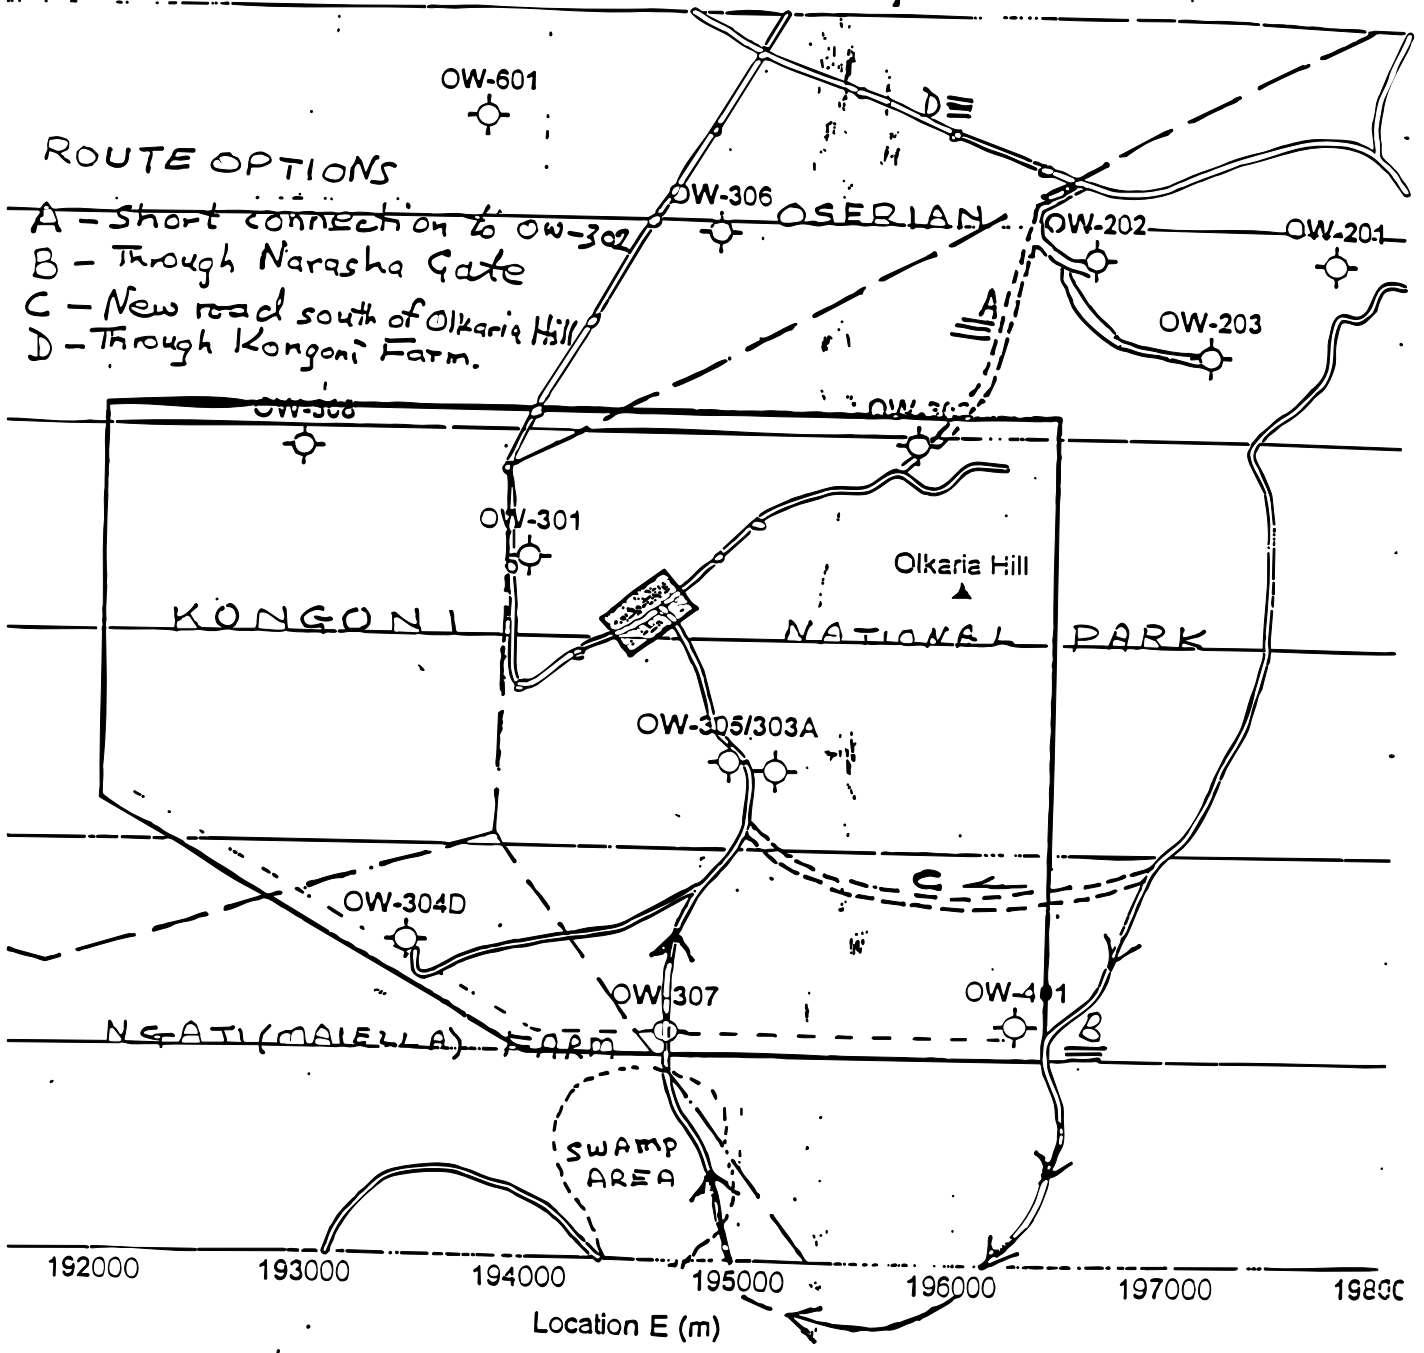 OW-601
D
ROUTE OPTIONS
A - Short connection to OW-302
B - Through Narasha Gate
C - New road south of Olkaria Hill
D - Through Kongoni Farm.
OW-306
OSERIAN
OW-202
OW-201
A
OW-203
OW-308
OW-301
Olkaria Hill
KONGONI
NATIONAL PARK
OW-305/303A
C
OW-304D
OW-307
OW-401
B
NGATI (MAIELLA) FARM
SWAMP
AREA
192000 193000 194000 195000 196000 197000
Location E (m)